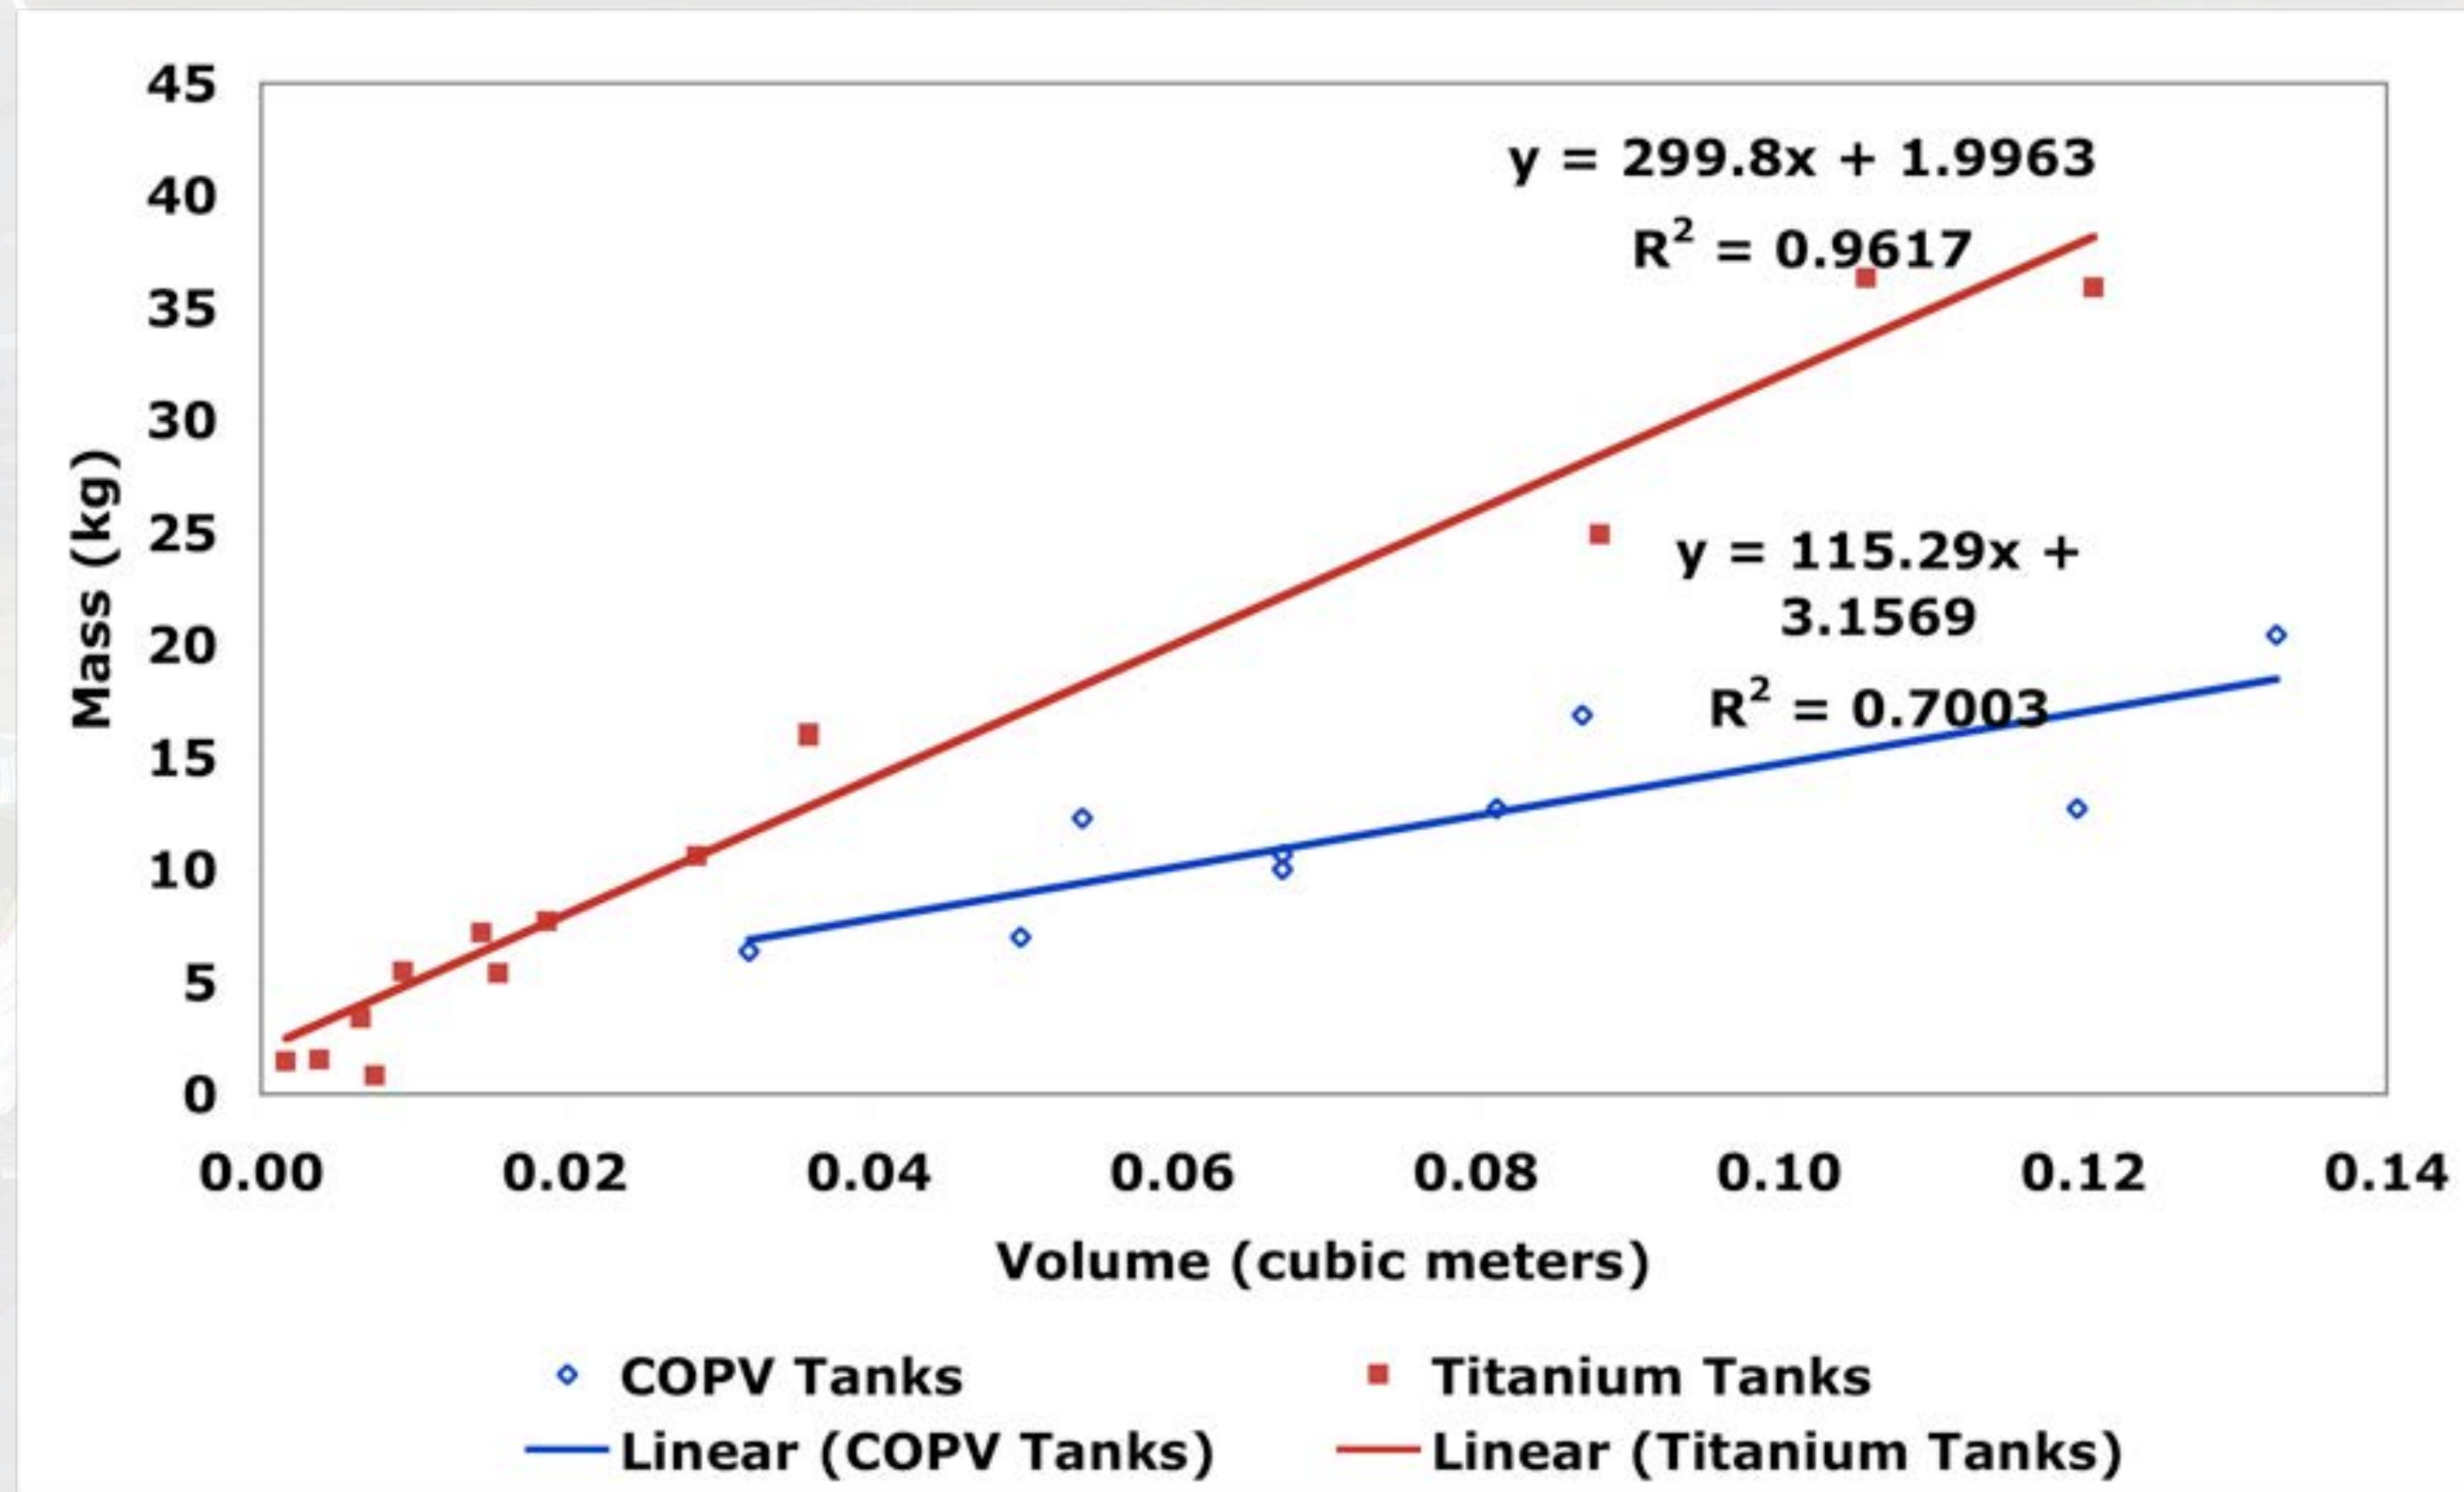 45
y = 299.8x + 1.9963
40
R² = 0.9617
35
30
25
y = 115.29x +
3.1569
20
R² = 0.7003
15
10
5
0
Mass (kg)
0.00 0.02 0.04 0.06 0.08 0.10 0.12 0.14
Volume (cubic meters)
COPV Tanks Titanium Tanks
Linear (COPV Tanks) Linear (Titanium Tanks)